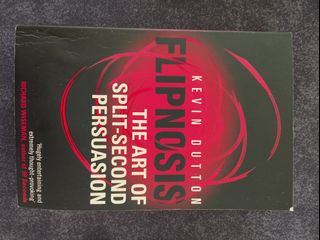 KEVIN DUTTON
FLIPNOSIS
THE ART OF
SPLIT-SECOND
PERSUASION
'Highly entertaining and
extremely thought-provoking'
RICHARD WISEMAN, author of 59 Seconds